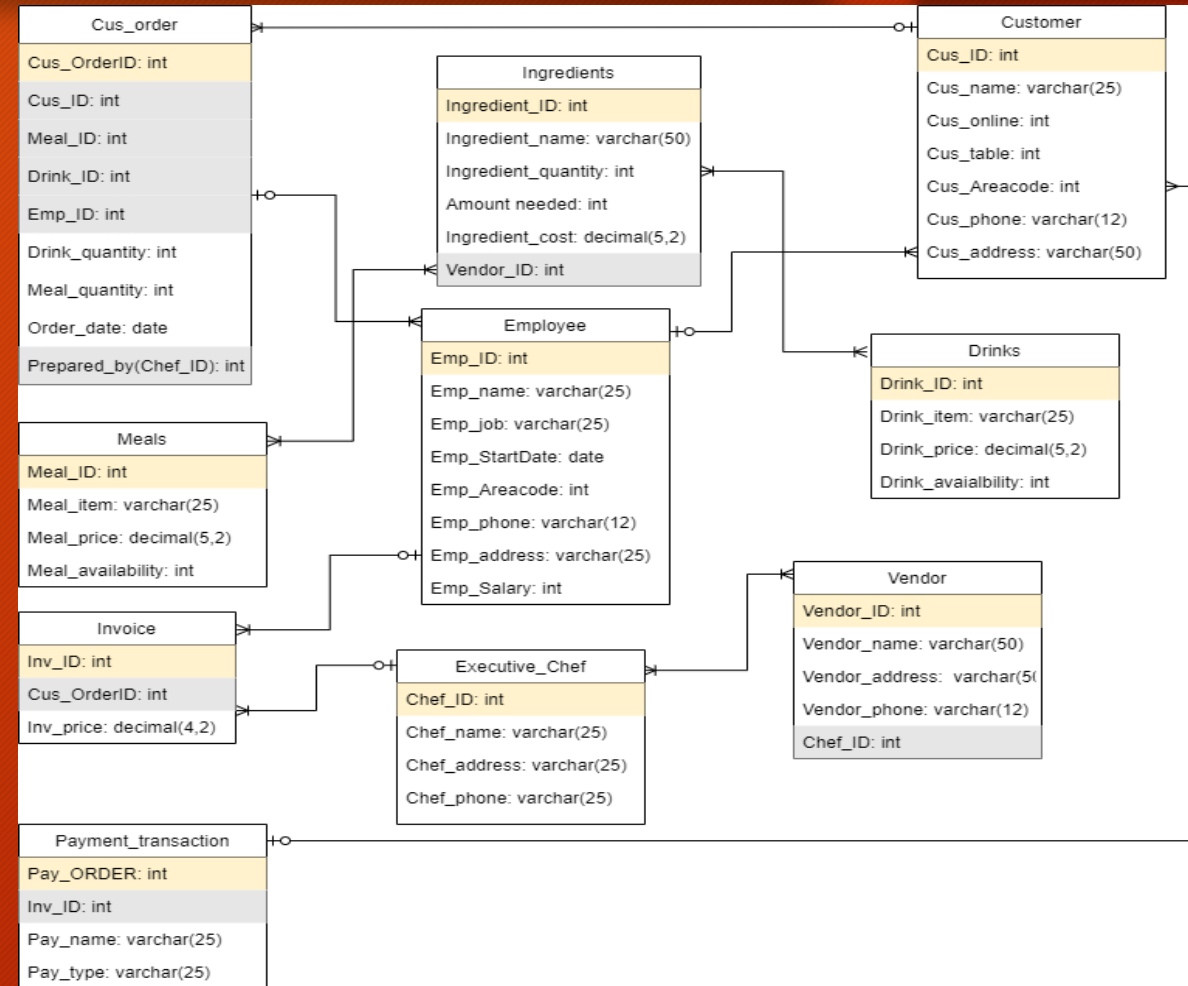 Cus_order
Cus_OrderID: int
Cus_ID: int
Meal_ID: int
Drink_ID: int
Emp_ID: int
Drink_quantity: int
Meal_quantity: int
Order_date: date
Prepared_by(Chef_ID): int
Ingredients
Ingredient_ID: int
Ingredient_name: varchar(50)
Ingredient_quantity: int
Amount needed: int
Ingredient_cost: decimal(5,2)
Vendor_ID: int
Customer
Cus_ID: int
Cus_name: varchar(25)
Cus_online: int
Cus_table: int
Cus_Areacode: int
Cus_phone: varchar(12)
Cus_address: varchar(50)
Employee
Emp_ID: int
Emp_name: varchar(25)
Emp_job: varchar(25)
Emp_StartDate: date
Emp_Areacode: int
Emp_phone: varchar(12)
Emp_address: varchar(25)
Emp_Salary: int
Drinks
Drink_ID: int
Drink_item: varchar(25)
Drink_price: decimal(5,2)
Drink_avaialbility: int
Meals
Meal_ID: int
Meal_item: varchar(25)
Meal_price: decimal(5,2)
Meal_availability: int
Invoice
Inv_ID: int
Cus_OrderID: int
Inv_price: decimal(4,2)
Executive_Chef
Chef_ID: int
Chef_name: varchar(25)
Chef_address: varchar(25)
Chef_phone: varchar(25)
Vendor
Vendor_ID: int
Vendor_name: varchar(50)
Vendor_address: varchar(5(
Vendor_phone: varchar(12)
Chef_ID: int
Payment_transaction
Pay_ORDER: int
Inv_ID: int
Pay_name: varchar(25)
Pay_type: varchar(25)